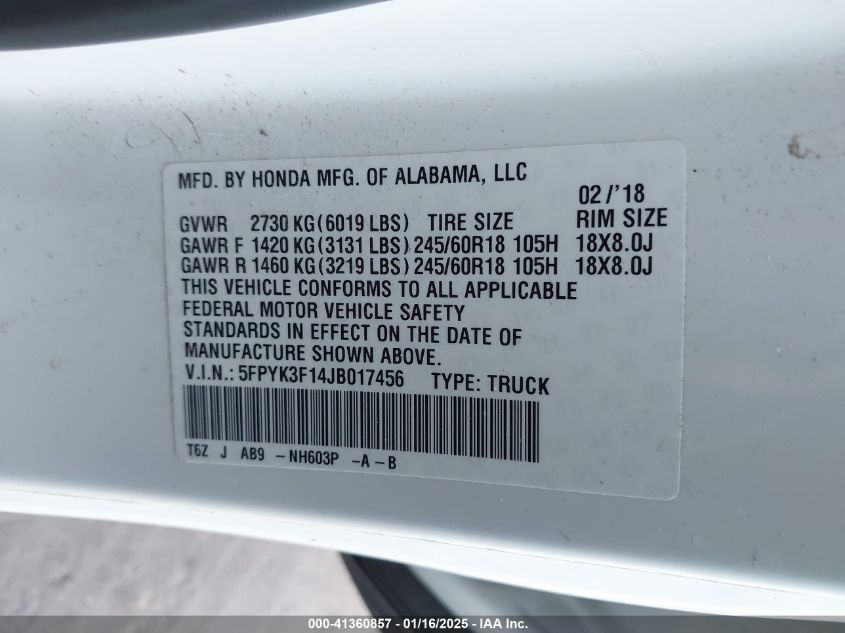 MFD. BY HONDA MFG. OF ALABAMA, LLC
02/'18
GVWR 2730 KG(6019 LBS) TIRE SIZE RIM SIZE
GAWR F 1420 KG(3131 LBS) 245/60R18 105H 18X8.0J
GAWR R 1460 KG(3219 LBS) 245/60R18 105H 18X8.0J
THIS VEHICLE CONFORMS TO ALL APPLICABLE
FEDERAL MOTOR VEHICLE SAFETY
STANDARDS IN EFFECT ON THE DATE OF
MANUFACTURE SHOWN ABOVE.
V.I.N.: 5FPYK3F14JB017456 TYPE: TRUCK
T6Z J AB9 -NH603P -A-B
000-41360857 - 01/16/2025 - IAAI, Inc.